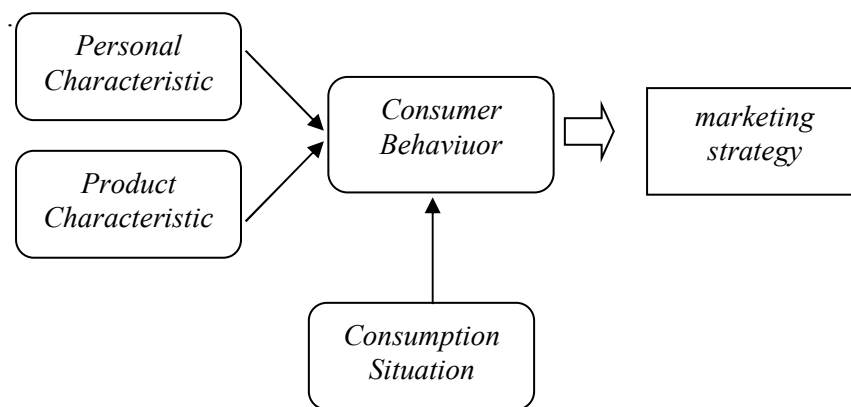 Personal
Characteristic
Consumer
Behaviuor
marketing
strategy
Product
Characteristic
Consumption
Situation